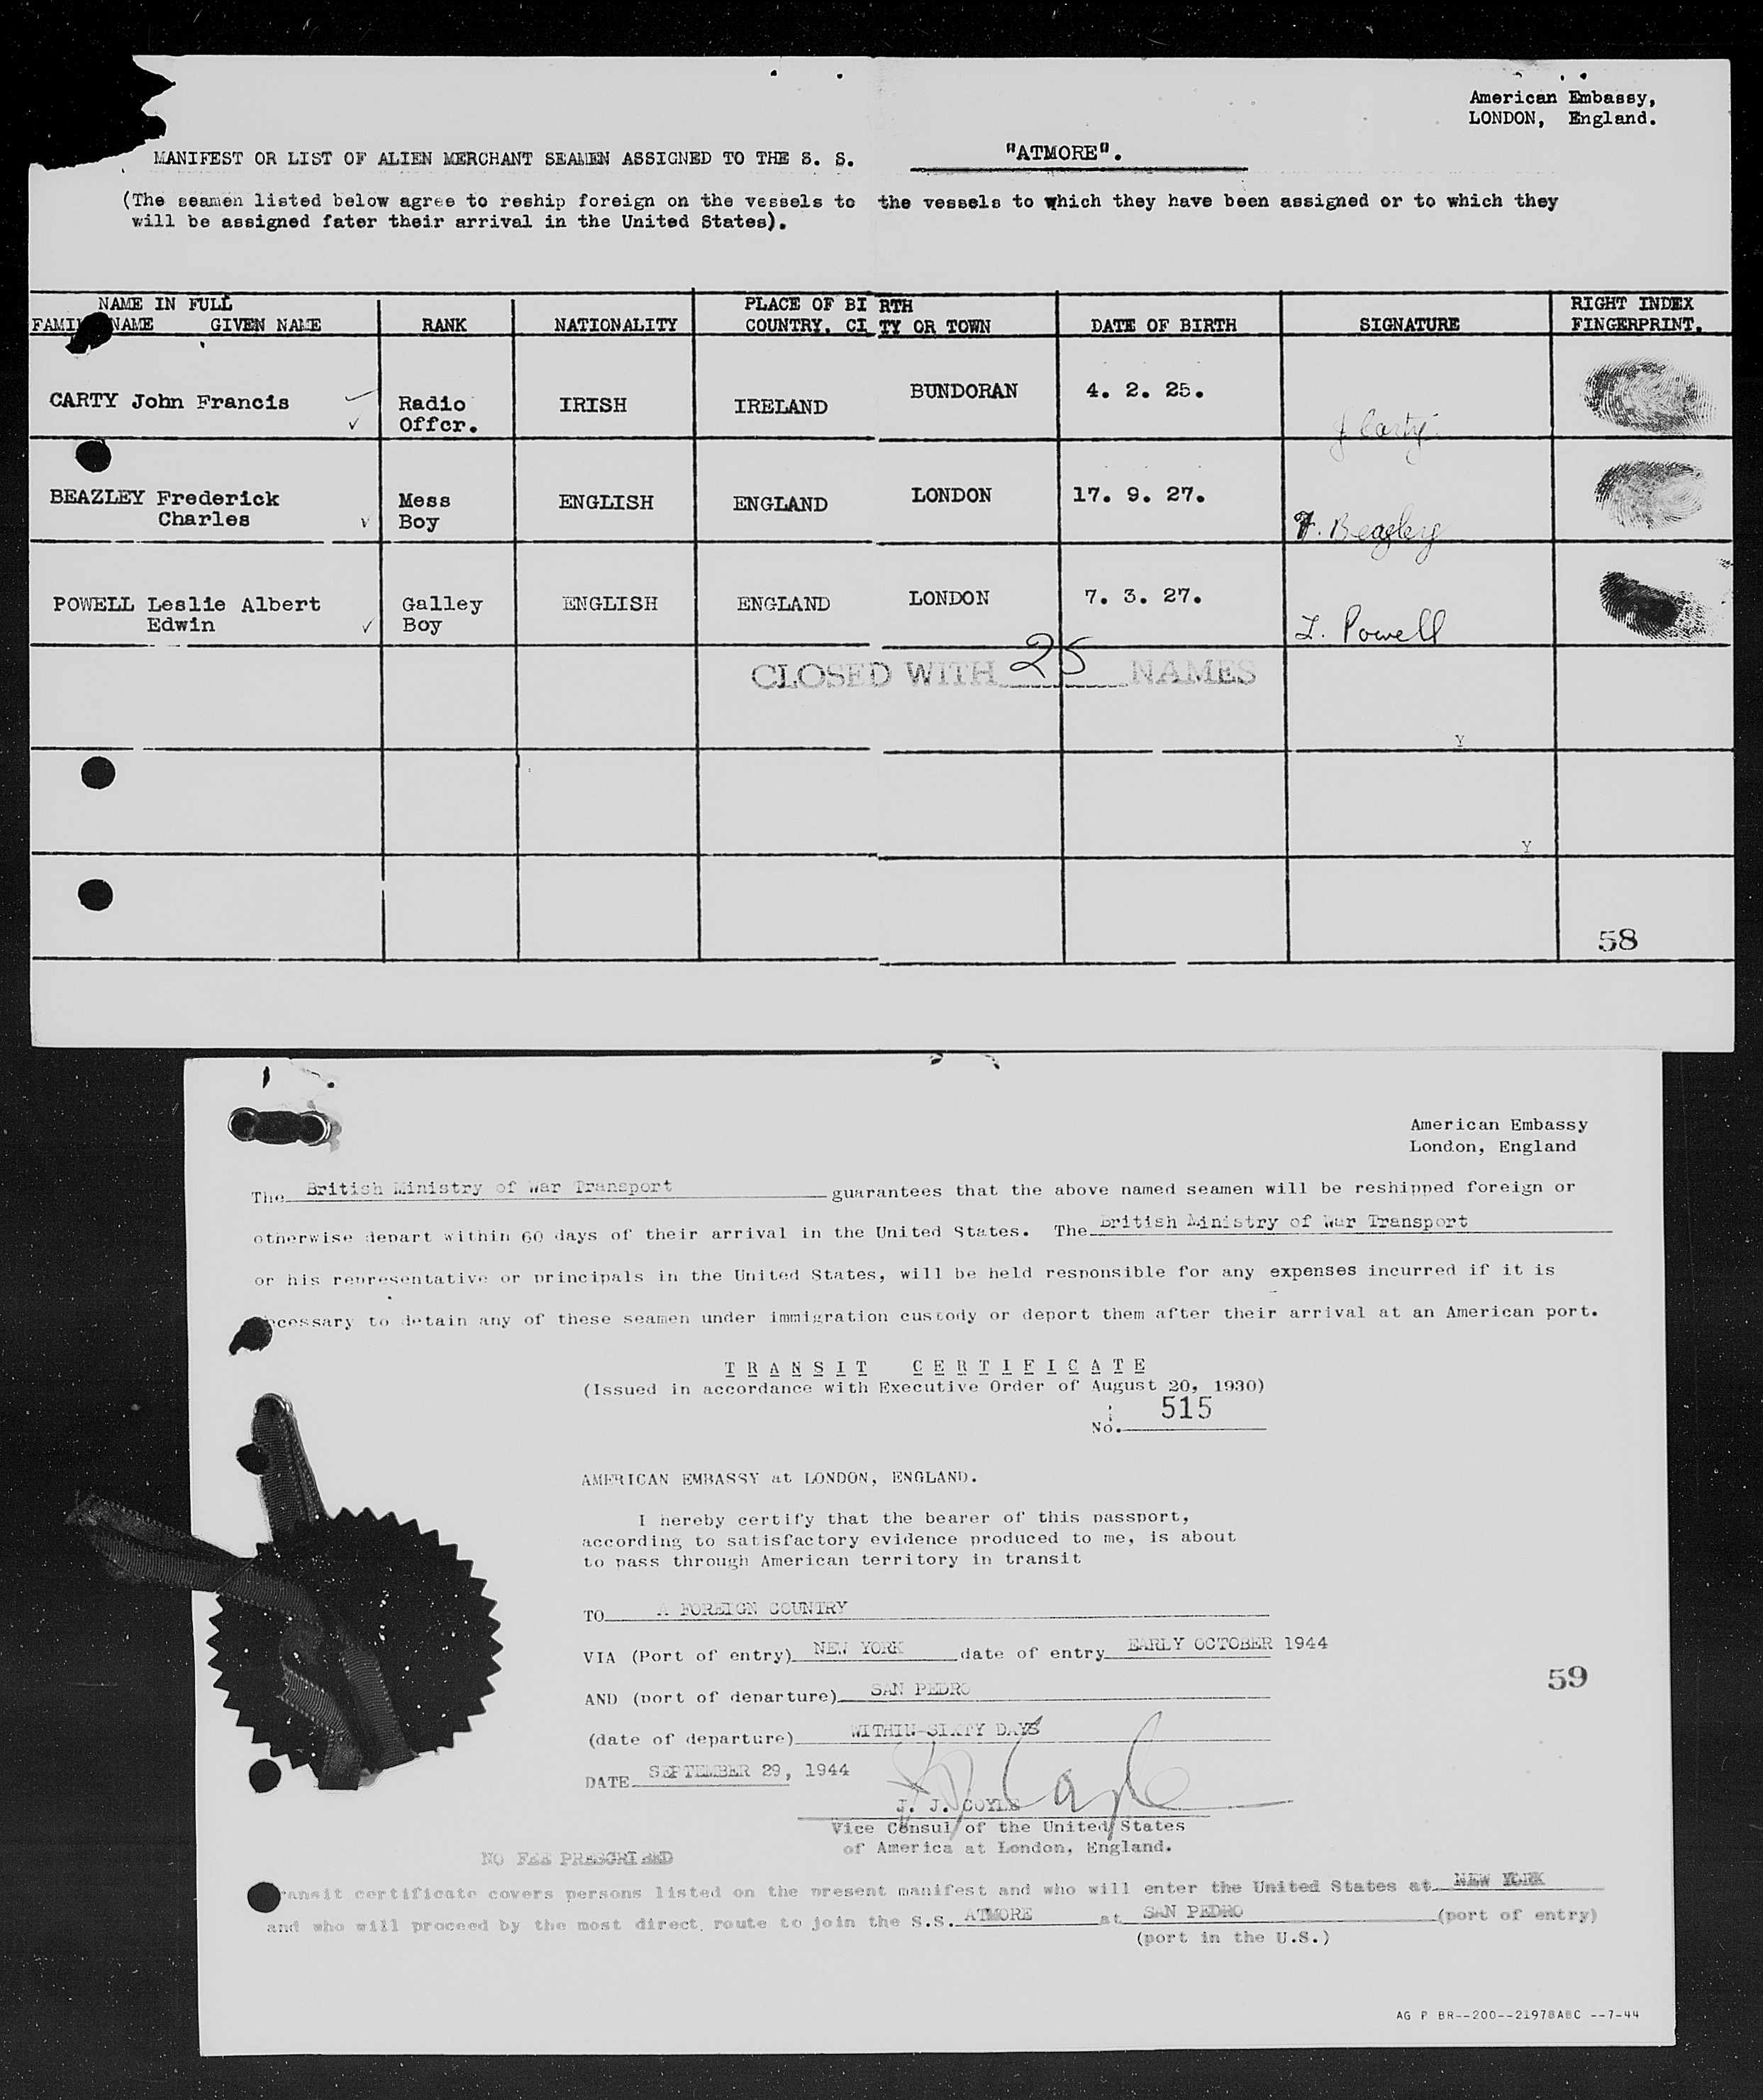 American Embassy,
LONDON, England.
MANIFEST OR LIST OF ALIEN MERCHANT SEAMEN ASSIGNED TO THE S. S. "ATMORE".
(The seamen listed below agree to reship foreign on the vessels to the vessels to which they have been assigned or to which they
will be assigned fater their arrival in the United States).
NAME IN FULL PLACE OF BI RTH RIGHT INDEX
NAME GIVEN NAME RANK NATIONALITY COUNTRY, CI TY OR TOWN DATE OF BIRTH SIGNATURE FINGERPRINT.
CARTY John Francis Radio IRISH IRELAND BUNDORAN 4. 2. 25.
Offcr. J Carty
BEAZLEY Frederick Mess ENGLISH ENGLAND LONDON 17. 9. 27.
Charles Boy F. Beazley
POWELL Leslie Albert Galley ENGLISH ENGLAND LONDON 7. 3. 27.
Edwin Boy L. Powell
CLOSED WITH 25 NAMES
Y
Y
58
American Embassy
London, England
The British Ministry of War Transport guarantees that the above named seamen will be reshipped foreign or
otherwise depart within 60 days of their arrival in the United States. The British Ministry of War Transport
or his representative or principals in the United States, will be held responsible for any expenses incurred if it is
cessary to detain any of these seamen under immigration custody or deport them after their arrival at an American port.
TRANSIT CERTIFICATE
(Issued in accordance with Executive Order of August 20, 1930)
No. 515
AMERICAN EMBASSY at LONDON, ENGLAND.
I hereby certify that the bearer of this passport,
according to satisfactory evidence produced to me, is about
to pass through American territory in transit
TO A FOREIGN COUNTRY
VIA (Port of entry) NEW YORK date of entry EARLY OCTOBER 1944
59
AND (port of departure) SAN PEDRO
(date of departure) WITHIN SIXTY DAYS
DATE SEPTEMBER 29, 1944
J. J. COYLE
Vice Consul of the United States
of America at London, England.
NO FEE PRESCRIBED
ransit certificate covers persons listed on the present manifest and who will enter the United States at NEW YORK
and who will proceed by the most direct route to join the S.S. ATMORE at SAN PEDRO (port of entry)
(port in the U.S.)
AG P BR--200--21978ABC --7-44